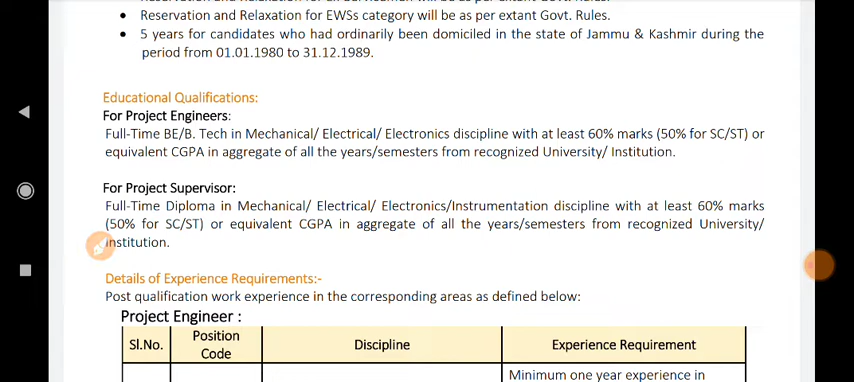 • Reservation and Relaxation for EWSs category will be as per extant Govt. Rules.
• 5 years for candidates who had ordinarily been domiciled in the state of Jammu & Kashmir during the
period from 01.01.1980 to 31.12.1989.
Educational Qualifications:
For Project Engineers:
Full-Time BE/B. Tech in Mechanical/ Electrical/ Electronics discipline with at least 60% marks (50% for SC/ST) or
equivalent CGPA in aggregate of all the years/semesters from recognized University/ Institution.
For Project Supervisor:
Full-Time Diploma in Mechanical/ Electrical/ Electronics/Instrumentation discipline with at least 60% marks
(50% for SC/ST) or equivalent CGPA in aggregate of all the years/semesters from recognized University/
institution.
Details of Experience Requirements:-
Post qualification work experience in the corresponding areas as defined below:
Project Engineer :
Sl.No.
Position
Code
Discipline
Experience Requirement
Minimum one year experience in